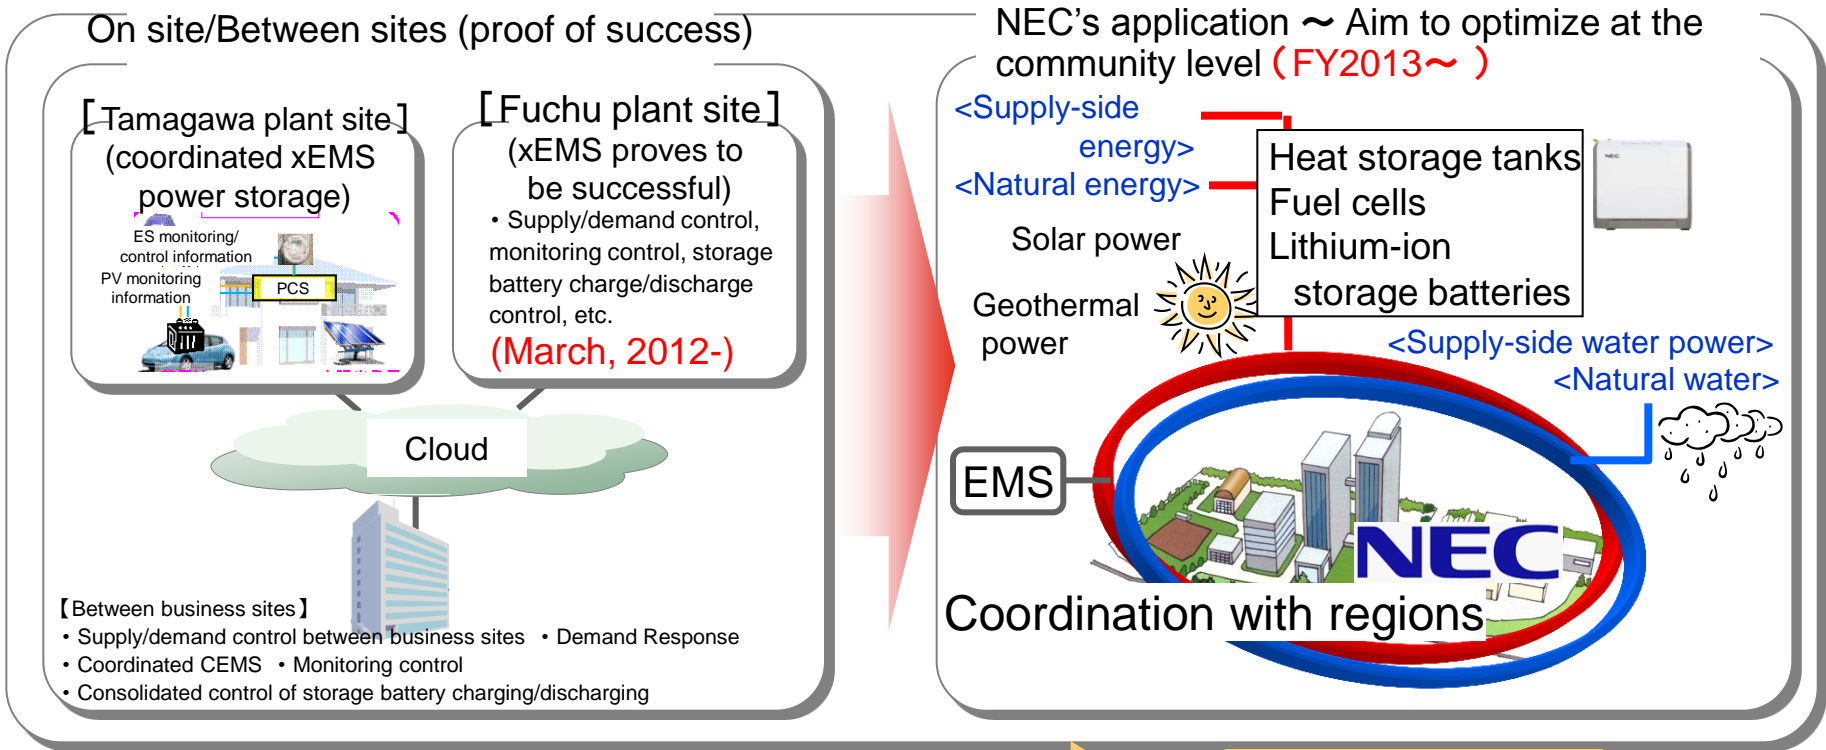 On site/Between sites (proof of success)
[Tamagawa plant site]
(coordinated xEMS
power storage)
ES monitoring/
control information
PV monitoring
information
PCS
[Fuchu plant site]
(xEMS proves to
be successful)
・Supply/demand control,
monitoring control, storage
battery charge/discharge
control, etc.
(March, 2012-)
Cloud
【Between business sites】
・Supply/demand control between business sites ・Demand Response
・Coordinated CEMS ・Monitoring control
・Consolidated control of storage battery charging/discharging
NEC's application ～ Aim to optimize at the
community level（FY2013～ ）
<Supply-side
energy>
<Natural energy>
Solar power
Geothermal
power
Heat storage tanks
Fuel cells
Lithium-ion
storage batteries
NEC
<Supply-side water power>
<Natural water>
EMS
NEC
Coordination with regions